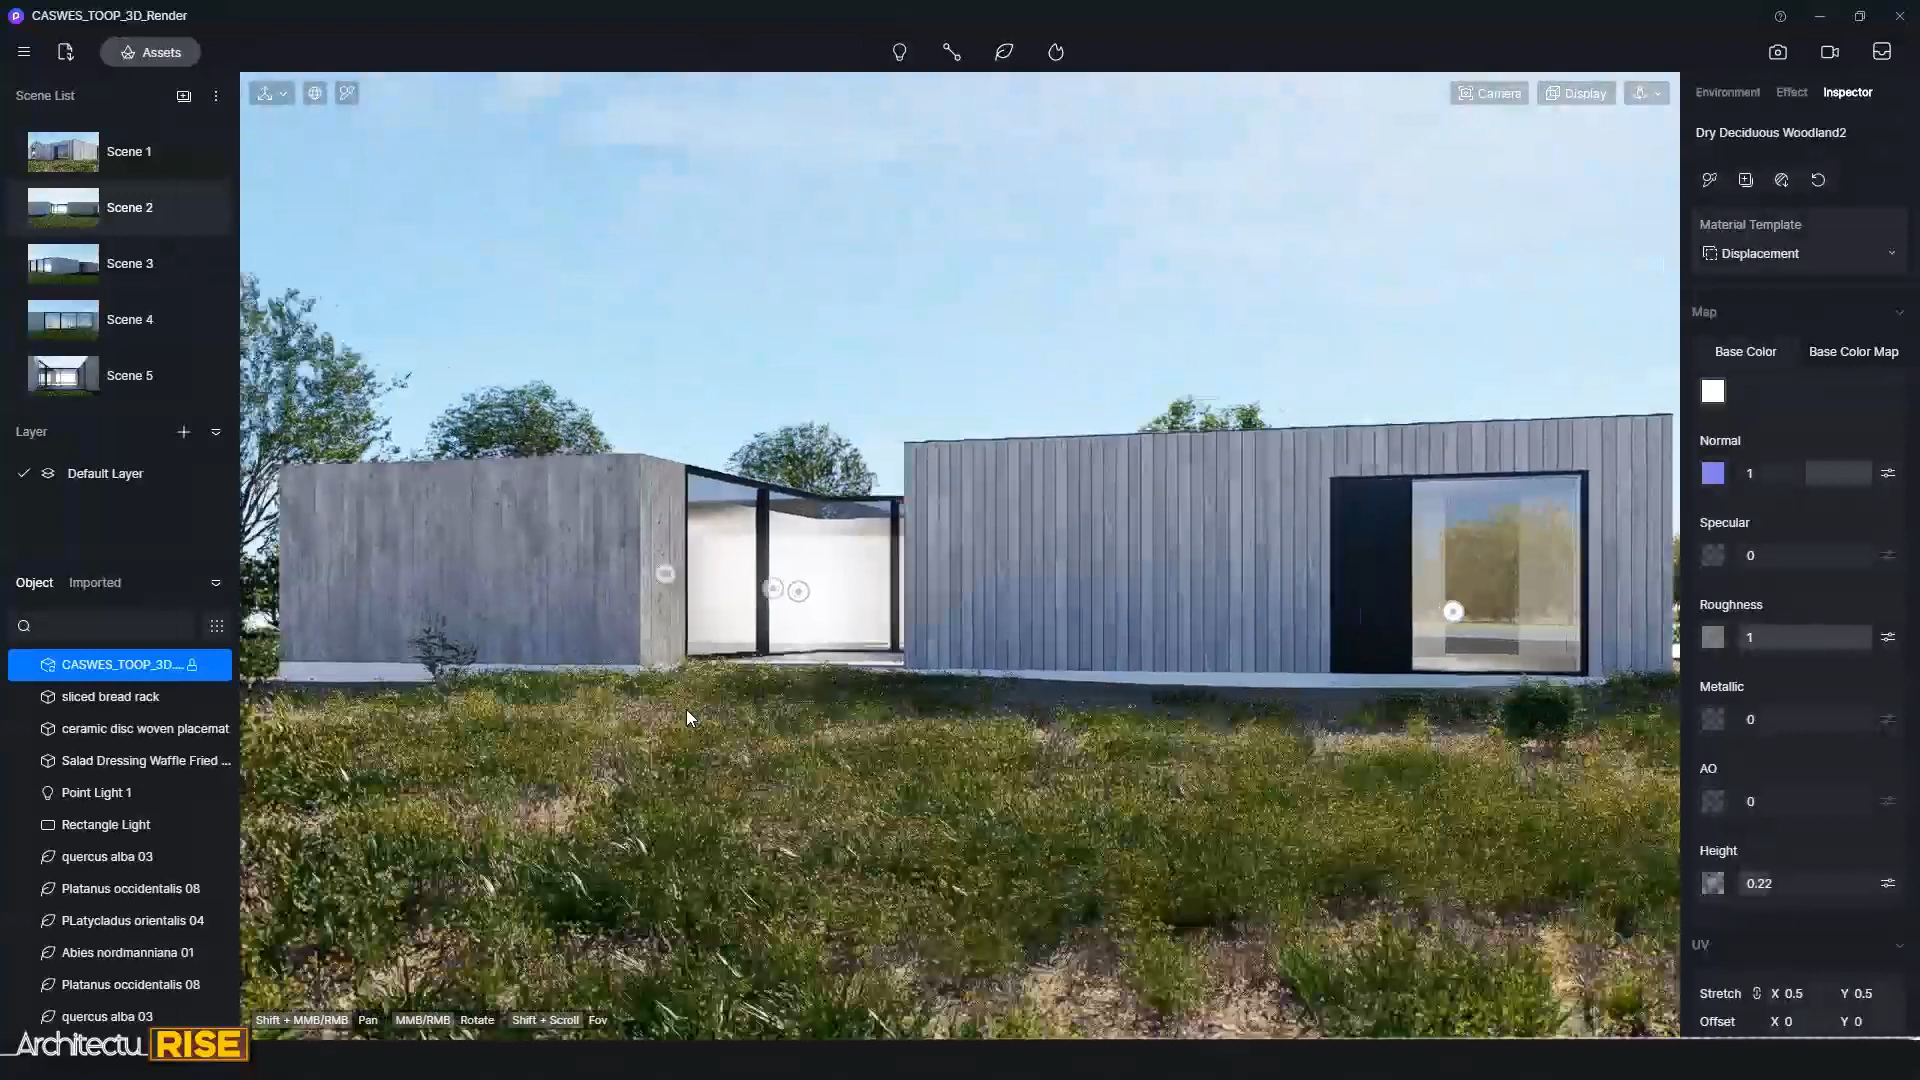 CASWES_TOOP_3D_Render
Assets
Scene List
Scene 1
Scene 2
Scene 3
Scene 4
Scene 5
Layer
Default Layer
Object Imported
CASWES_TOOP_3D....
sliced bread rack
ceramic disc woven placemat
Salad Dressing Waffle Fried ...
Point Light 1
Rectangle Light
quercus alba 03
Platanus occidentalis 08
PLatycladus orientalis 04
Abies nordmanniana 01
Platanus occidentalis 08
quercus alba 03
Architectu RISE
Camera Display
Shift + MMB/RMB Pan MMB/RMB Rotate Shift + Scroll Fov
Environment Effect Inspector
Dry Deciduous Woodland2
Material Template
Displacement
Map
Base Color Base Color Map
Normal
1
Specular
0
Roughness
1
Metallic
0
AO
0
Height
0.22
UV
Stretch X 0.5 Y 0.5
Offset X 0 Y 0